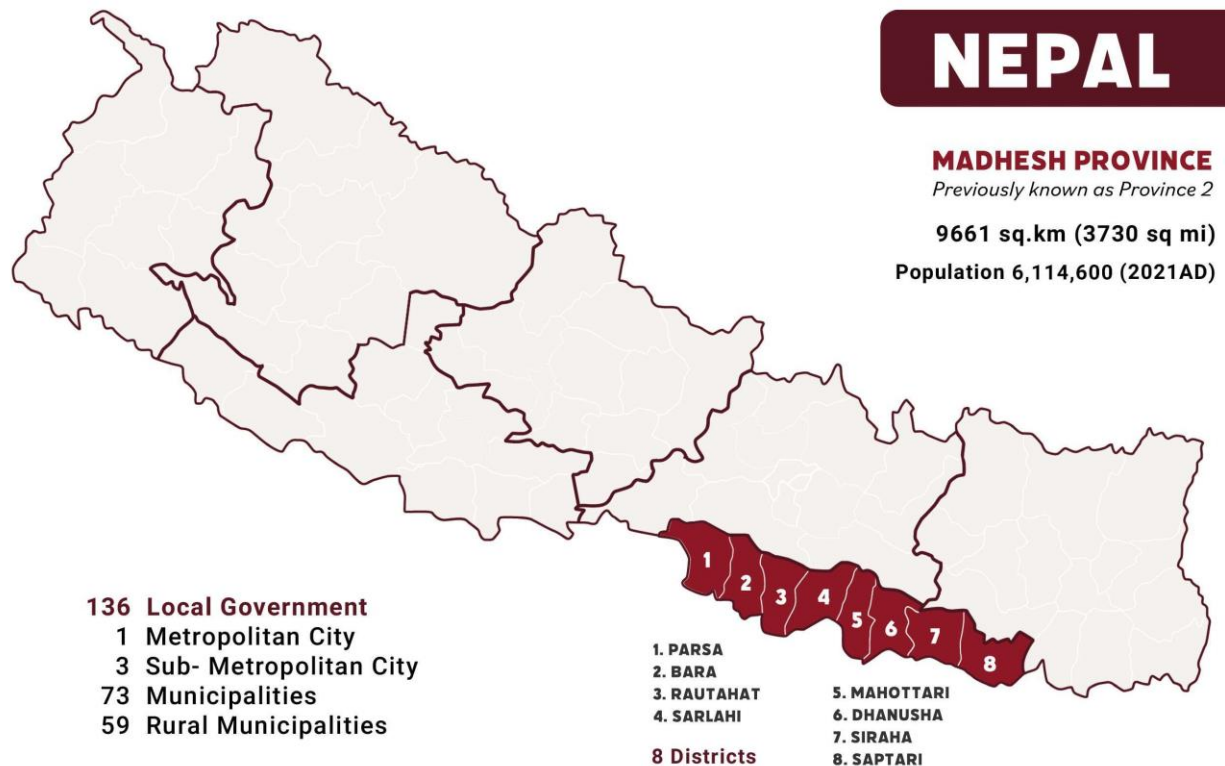 NEPAL
MADHESH PROVINCE
Previously known as Province 2
9661 sq.km (3730 sq mi)
Population 6,114,600 (2021AD)
1
2
3
4
5
6
7
8
136 Local Government
1 Metropolitan City
3 Sub- Metropolitan City
73 Municipalities
59 Rural Municipalities
1. PARSA
2. BARA
3. RAUTAHAT
4. SARLAHI
8 Districts
5. MAHOTTARI
6. DHANUSHA
7. SIRAHA
8. SAPTARI